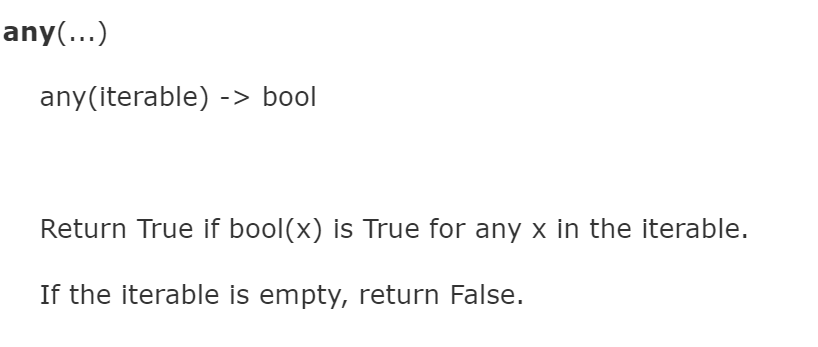 any(...)
any(iterable) -> bool
Return True if bool(x) is True for any x in the iterable.
If the iterable is empty, return False.